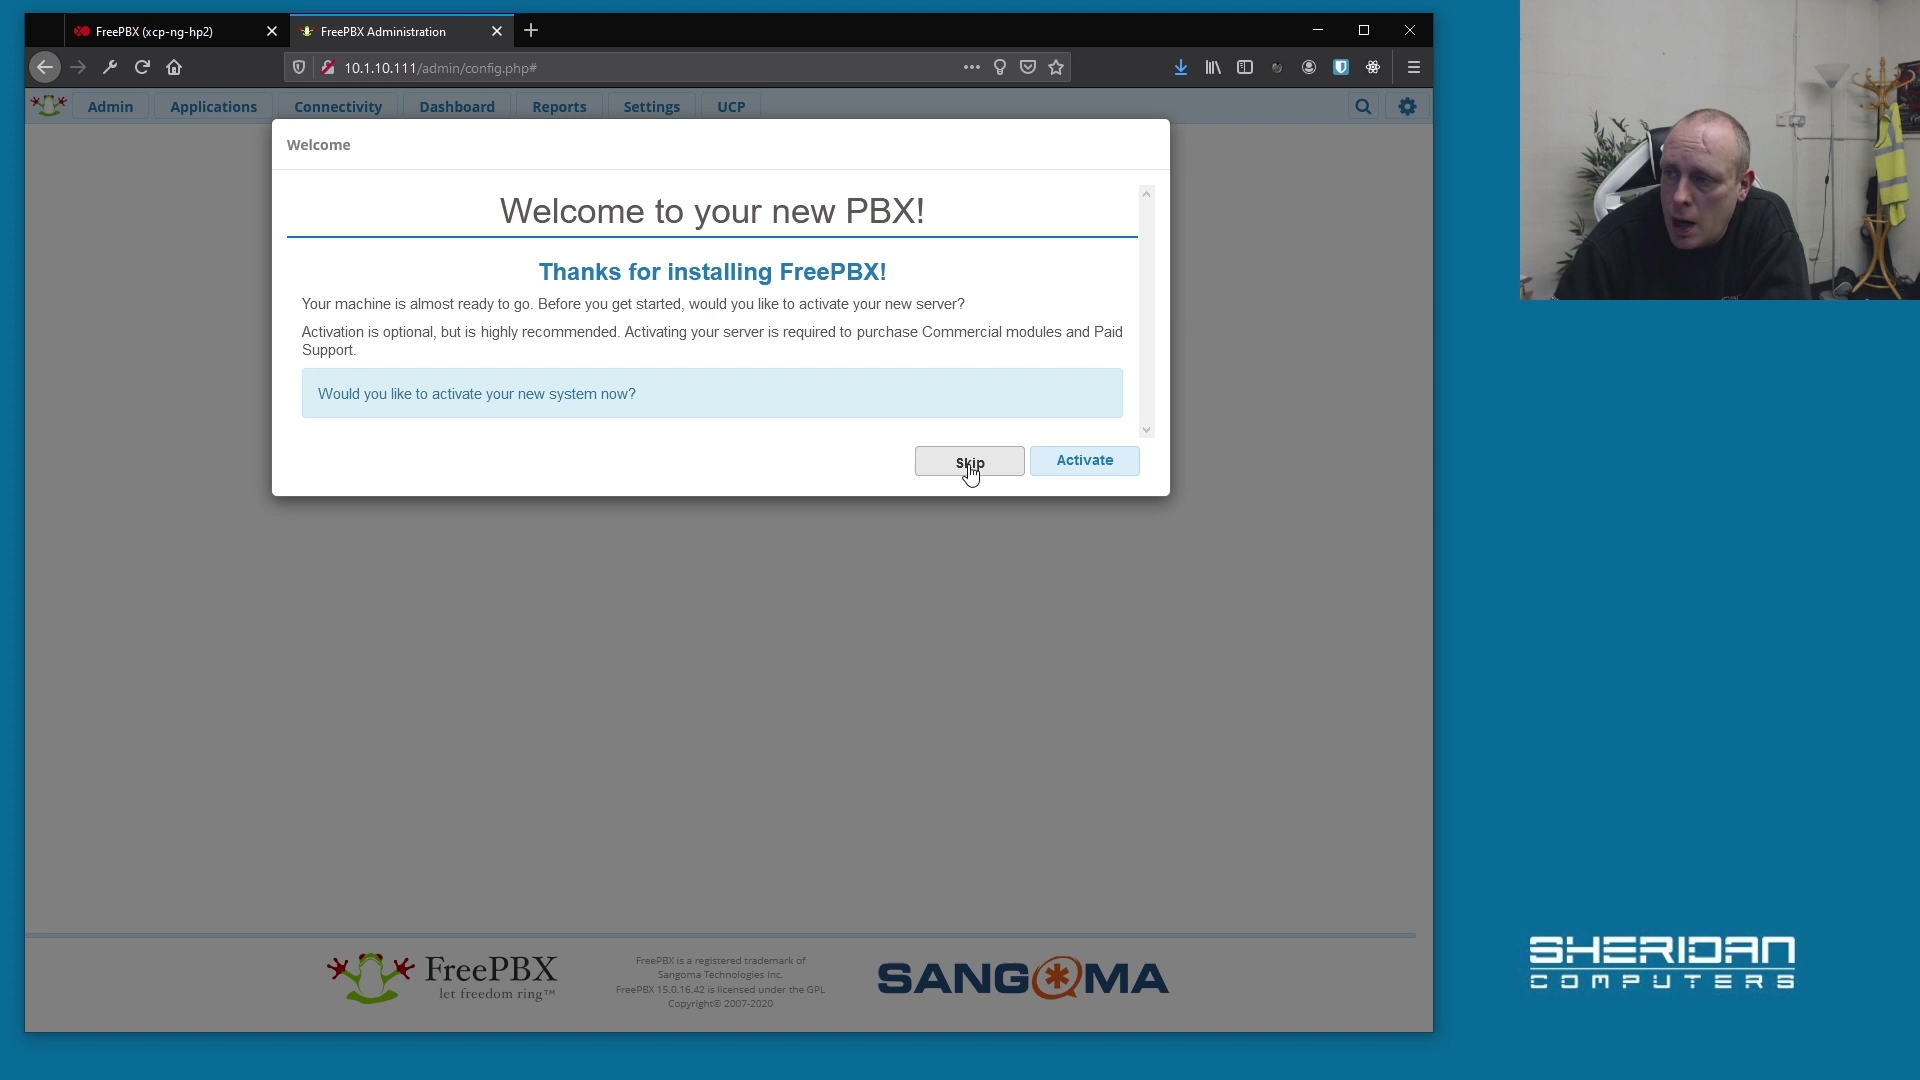 FreePBX (xcp-ng-hp2)
FreePBX Administration
10.1.10.111/admin/config.php#
Admin
Applications
Connectivity
Dashboard
Reports
Settings
UCP
Welcome
Welcome to your new PBX!
Thanks for installing FreePBX!
Your machine is almost ready to go. Before you get started, would you like to activate your new server?
Activation is optional, but is highly recommended. Activating your server is required to purchase Commercial modules and Paid
Support.
Would you like to activate your new system now?
Skip
Activate
FreePBX
let freedom ring™
FreePBX is a registered trademark of
Sangoma Technologies Inc.
FreePBX 15.0.16.42 is licensed under the GPL
Copyright© 2007-2020
SANGOMA
SHERIDAN
COMPUTERS